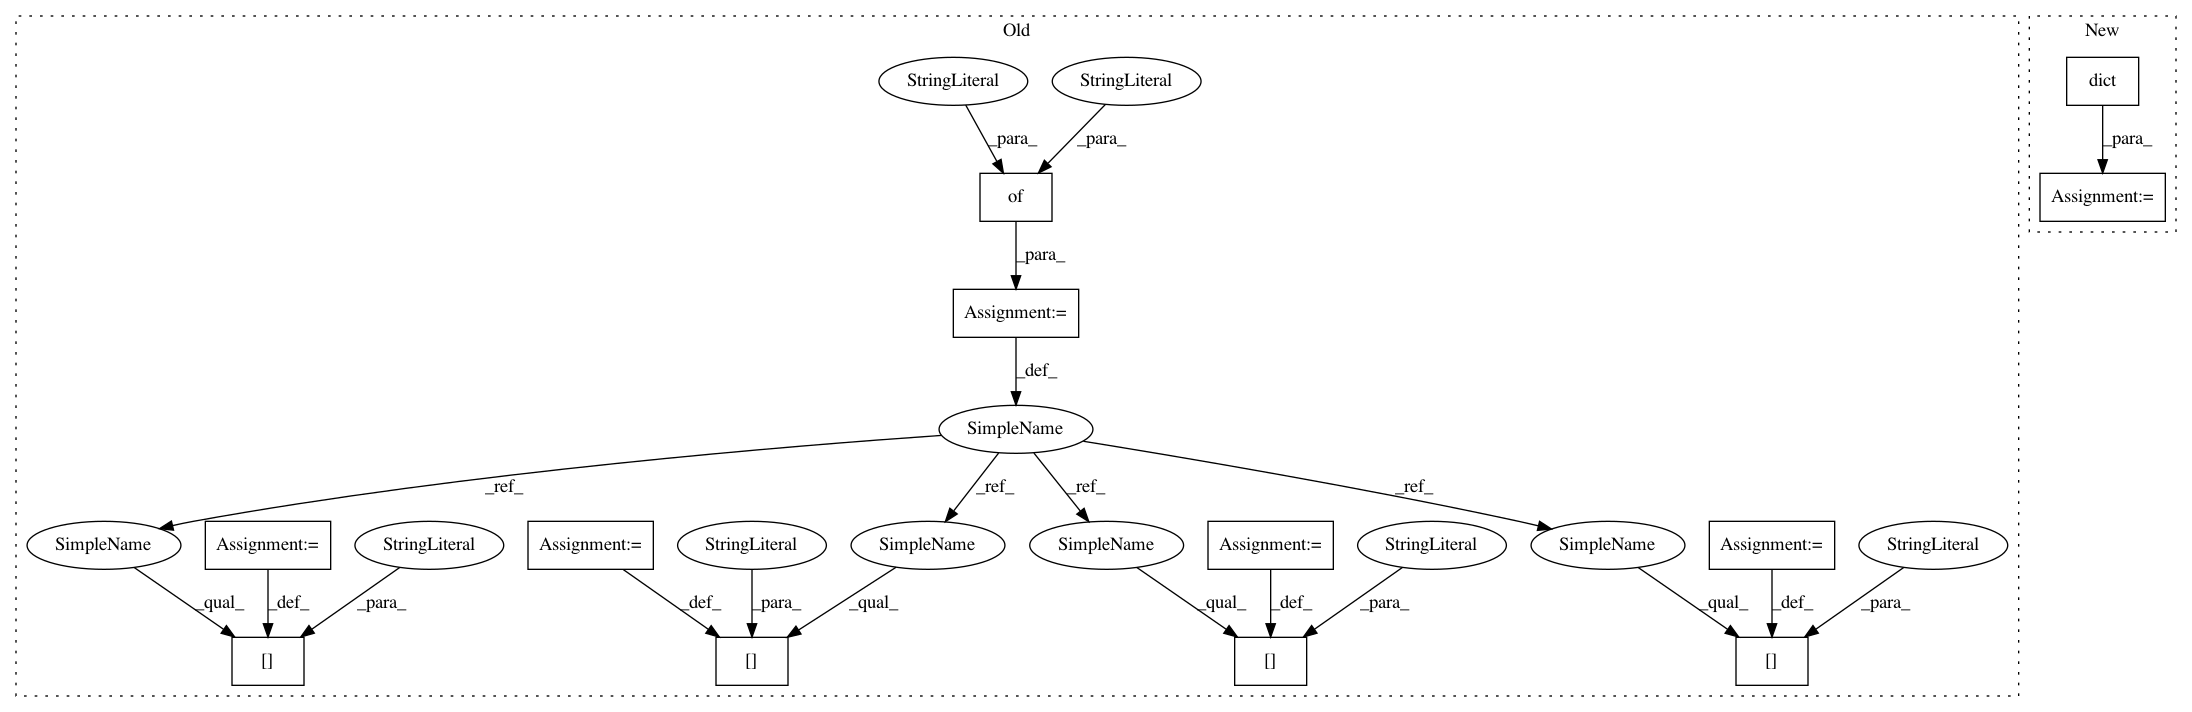 Old
New
StringLiteral
StringLiteral
dict
_para_
_para_
_para_
of
Assignment:=
_para_
Assignment:=
_def_
SimpleName
_ref_
_ref_
_ref_
_ref_
SimpleName
Assignment:=
StringLiteral
Assignment:=
StringLiteral
SimpleName
SimpleName
Assignment:=
StringLiteral
SimpleName
Assignment:=
StringLiteral
_qual_
_def_
_para_
_def_
_para_
_qual_
_qual_
_def_
_para_
_qual_
_def_
_para_
[]
[]
[]
[]